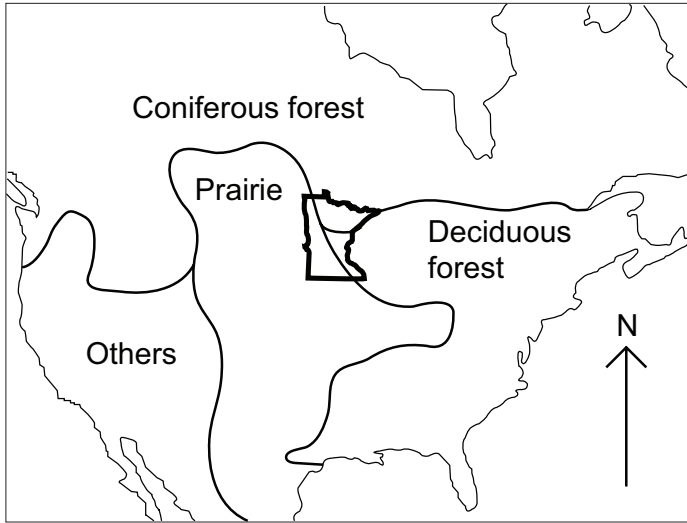 Coniferous forest
Prairie
Deciduous
forest
Others
N